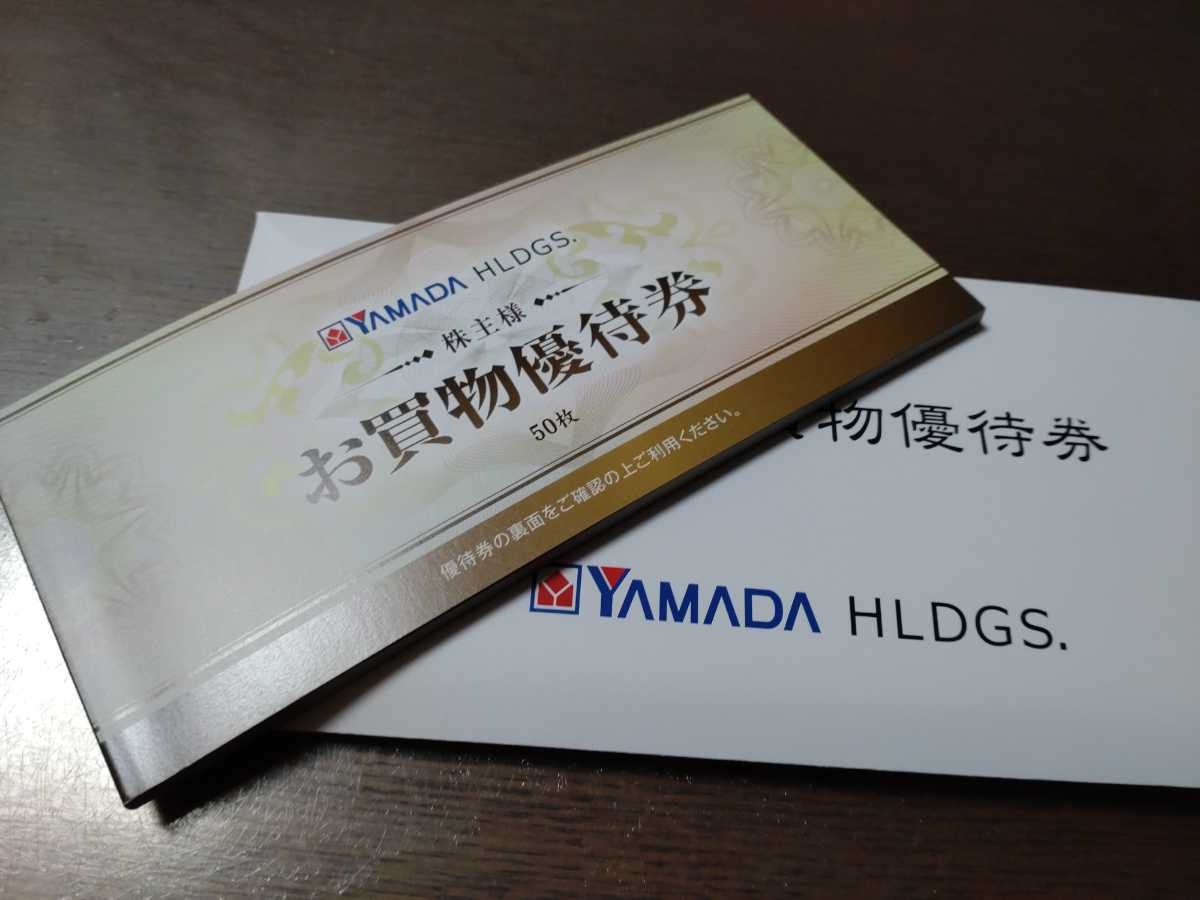 YAMADA HLDGS.
株主様
お買物優待券
50枚
優待券の裏面をご確認の上ご利用ください。
物優待券
YAMADA HLDGS.